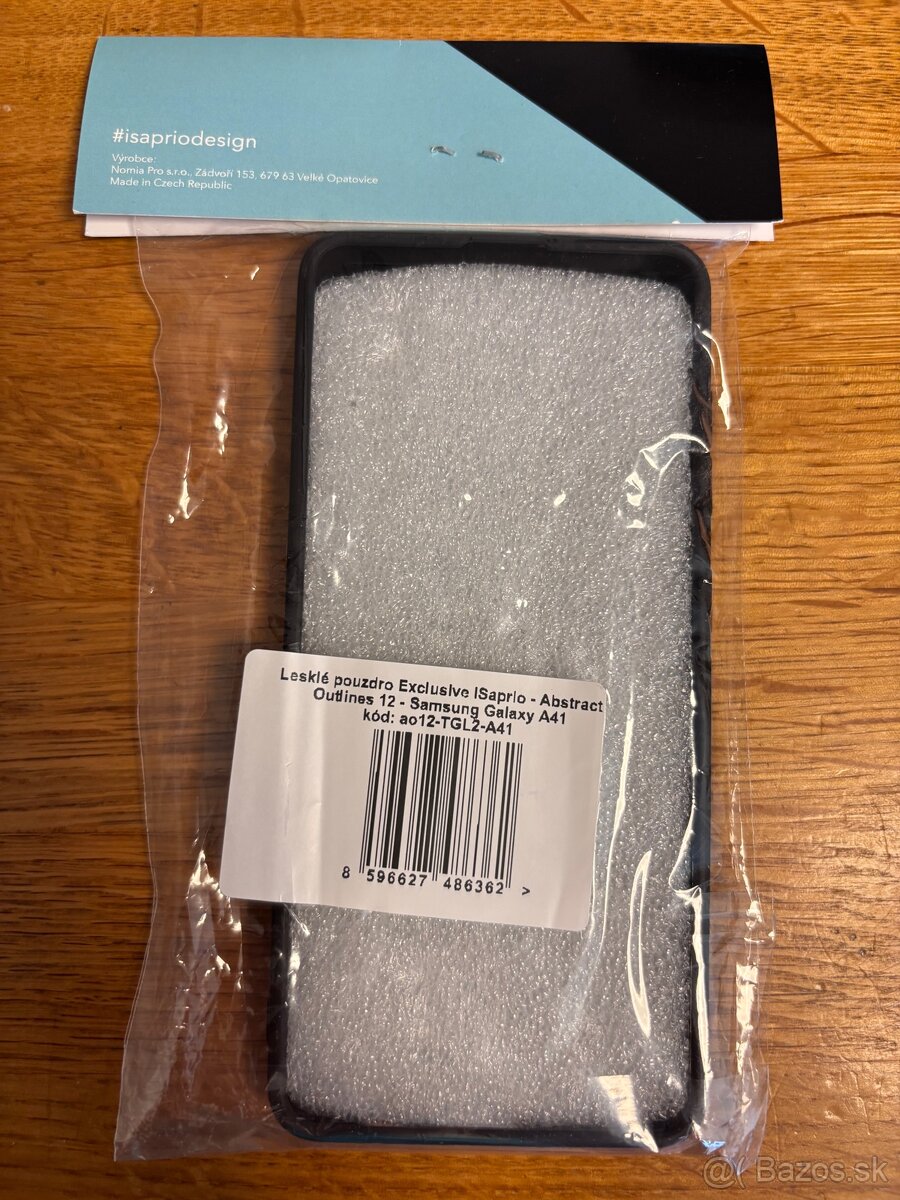 #isapriodesign
Výrobce:
Nomia Pro s.r.o., Zádvoří 153, 679 63 Velké Opatovice
Made in Czech Republic
Lesklé pouzdro Exclusive iSaprio - Abstract
Outlines 12 - Samsung Galaxy A41
kód: ao12-TGL2-A41
8 596627 486362 >
@ Bazos.sk